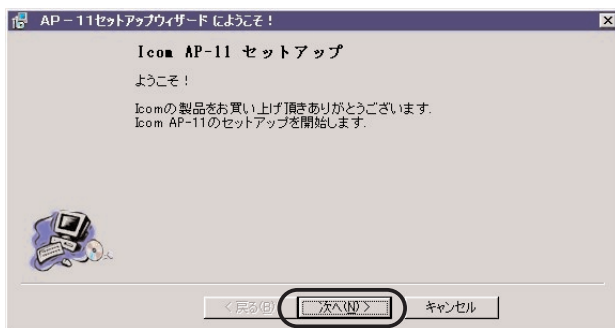 AP-11セットアップウィザード にようこそ！
Icom AP-11 セットアップ
ようこそ！
Icomの製品をお買い上げ頂きありがとうございます.
Icom AP-11のセットアップを開始します.
< 戻る(B)
次へ(N) >
キャンセル